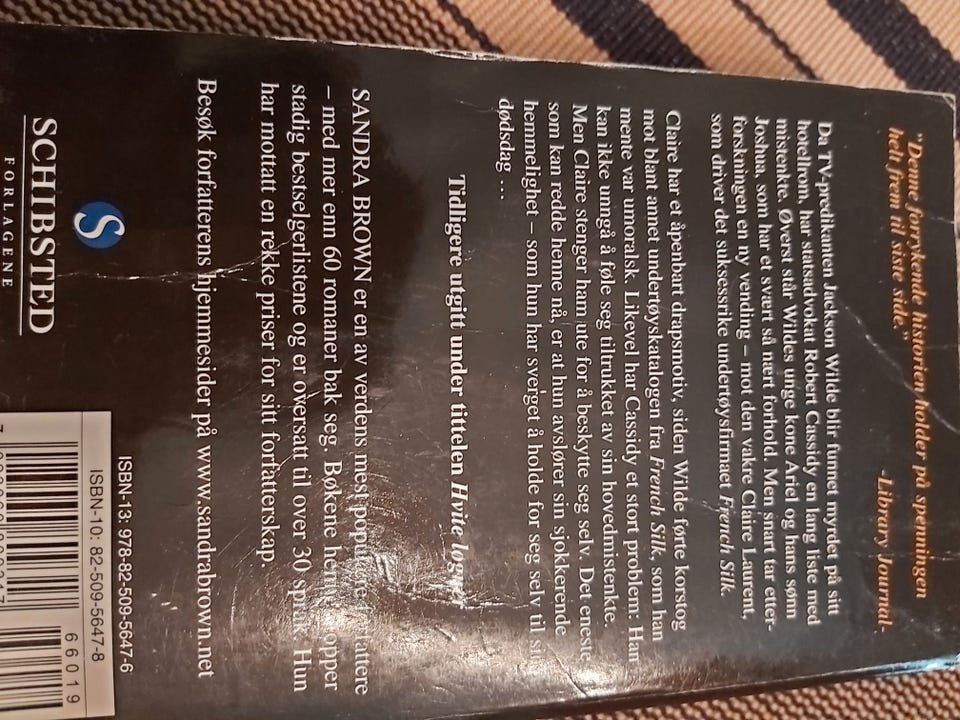 "Denne forrykende historien holder på spenningen
helt frem til siste side."
-Library Journal-
Da TV-predikanten Jackson Wilde blir funnet myrdet på sitt
hotellrom, har statsadvokat Robert Cassidy en lang liste med
mistenkte. Øverst står Wildes unge kone Ariel og hans sønn
Joshua, som har et svært så nært forhold. Men snart tar etter-
forskningen en ny vending – mot den vakre Claire Laurent,
som driver det suksessrike undertøysfirmaet French Silk.
Claire har et åpenbart drapsmotiv, siden Wilde førte korstog
mot blant annet undertøyskatalogen fra French Silk, som han
mente var umoralsk. Likevel har Cassidy et stort problem: Han
kan ikke unngå å føle seg tiltrukket av sin hovedmistenkte.
Men Claire stenger ham ute for å beskytte seg selv. Det eneste
som kan redde henne nå, er at hun avslører sin sjokkerende
hemmelighet – som hun har sverget å holde for seg selv til sin
dødsdag ...
Tidligere utgitt under tittelen Hvite løgner
SANDRA BROWN er en av verdens mest populære forfattere
– med mer enn 60 romaner bak seg. Bøkene hennes topper
stadig bestselgerlistene og er oversatt til over 30 språk. Hun
har mottatt en rekke priser for sitt forfatterskap.
Besøk forfatterens hjemmesider på www.sandrabrown.net
S
SCHIBSTED
FORLAGENE
ISBN-13: 978-82-509-5647-6
ISBN-10: 82-509-5647-8
66019